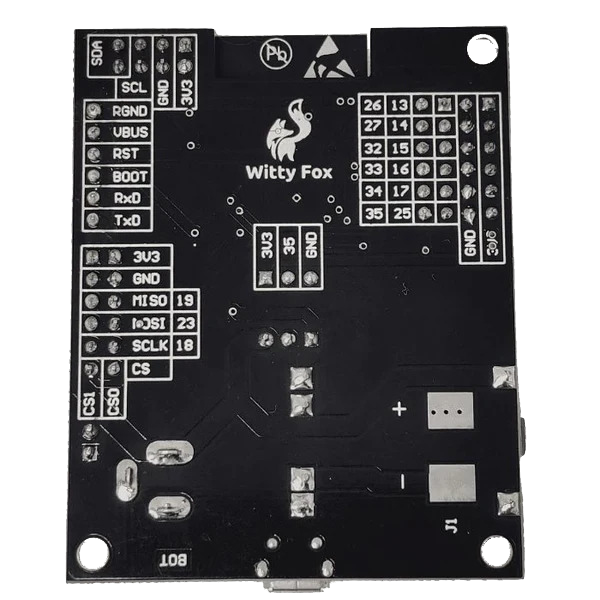 SDA
SCL
GND
3V3
Pb
RGND
VBUS
RST
BOOT
RxD
TxD
Witty Fox
26 13
27 14
32 15
33 16
34 17
35 25
GND
3V3 35 GND
3V3
GND
MISO 19
MOSI 23
SCLK 18
CS
CS1 CS0
+
-
J1
BOT